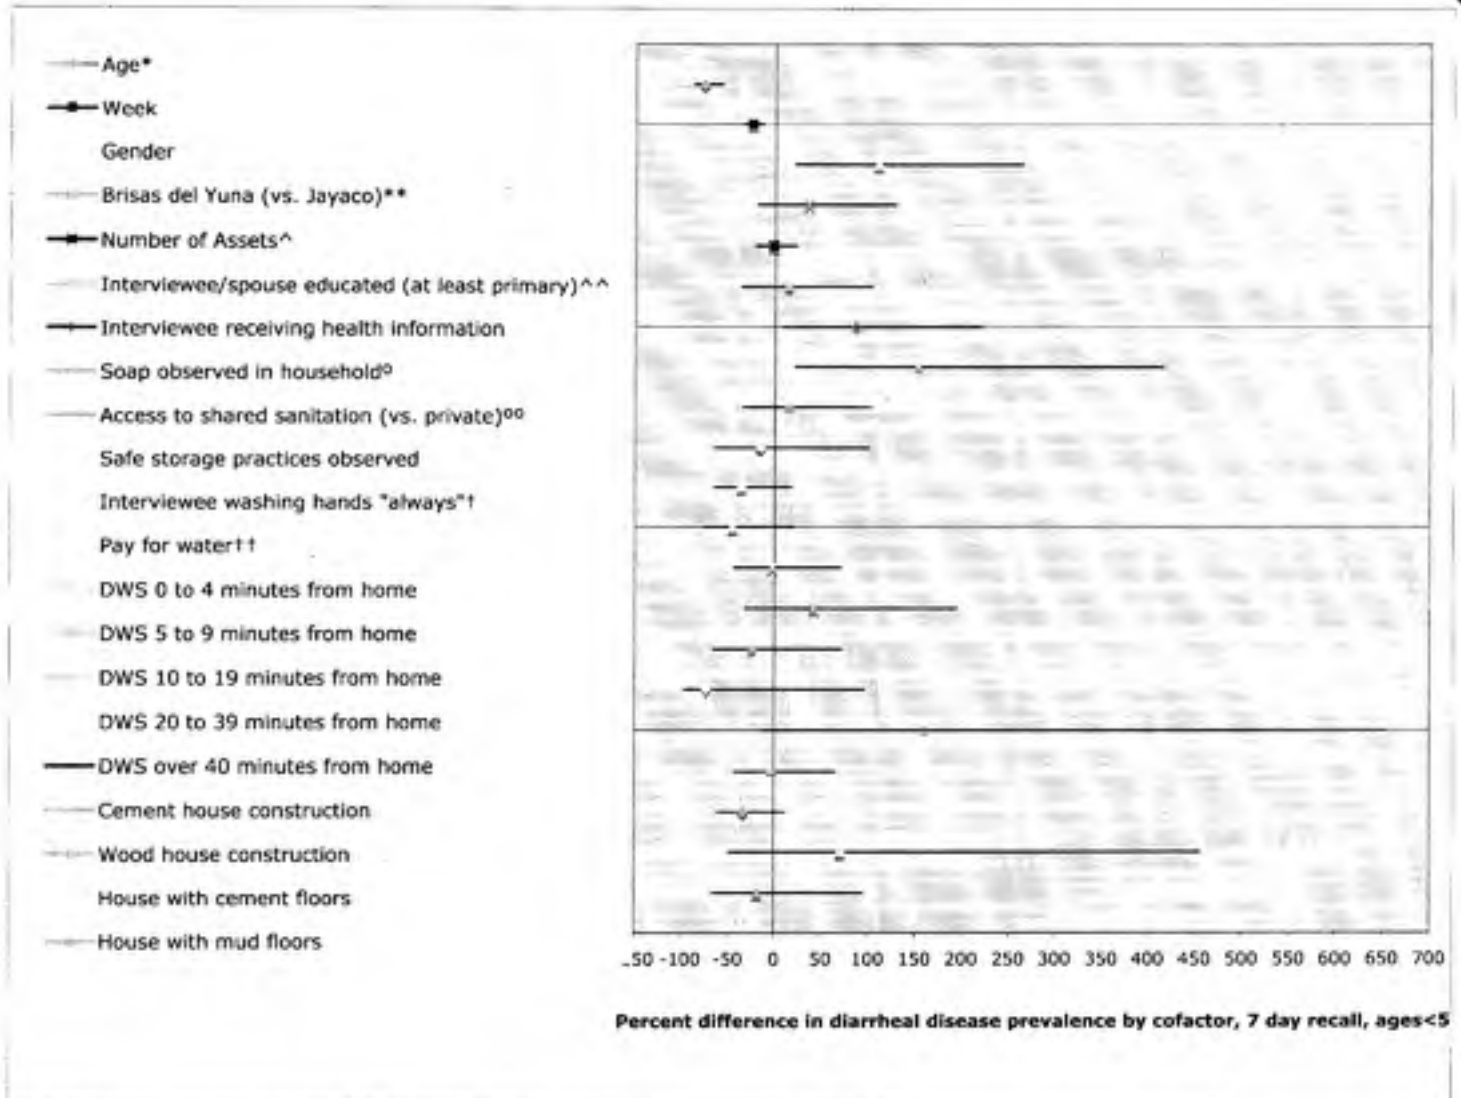 Age*
Week
Gender
Brisas del Yuna (vs. Jayaco)**
Number of Assets^
Interviewee/spouse educated (at least primary)^^
Interviewee receiving health information
Soap observed in householdº
Access to shared sanitation (vs. private)ºº
Safe storage practices observed
Interviewee washing hands "always"†
Pay for water††
DWS 0 to 4 minutes from home
DWS 5 to 9 minutes from home
DWS 10 to 19 minutes from home
DWS 20 to 39 minutes from home
DWS over 40 minutes from home
Cement house construction
Wood house construction
House with cement floors
House with mud floors
-100 -50 0 50 100 150 200 250 300 350 400 450 500 550 600 650 700
Percent difference in diarrheal disease prevalence by cofactor, 7 day recall, ages<5